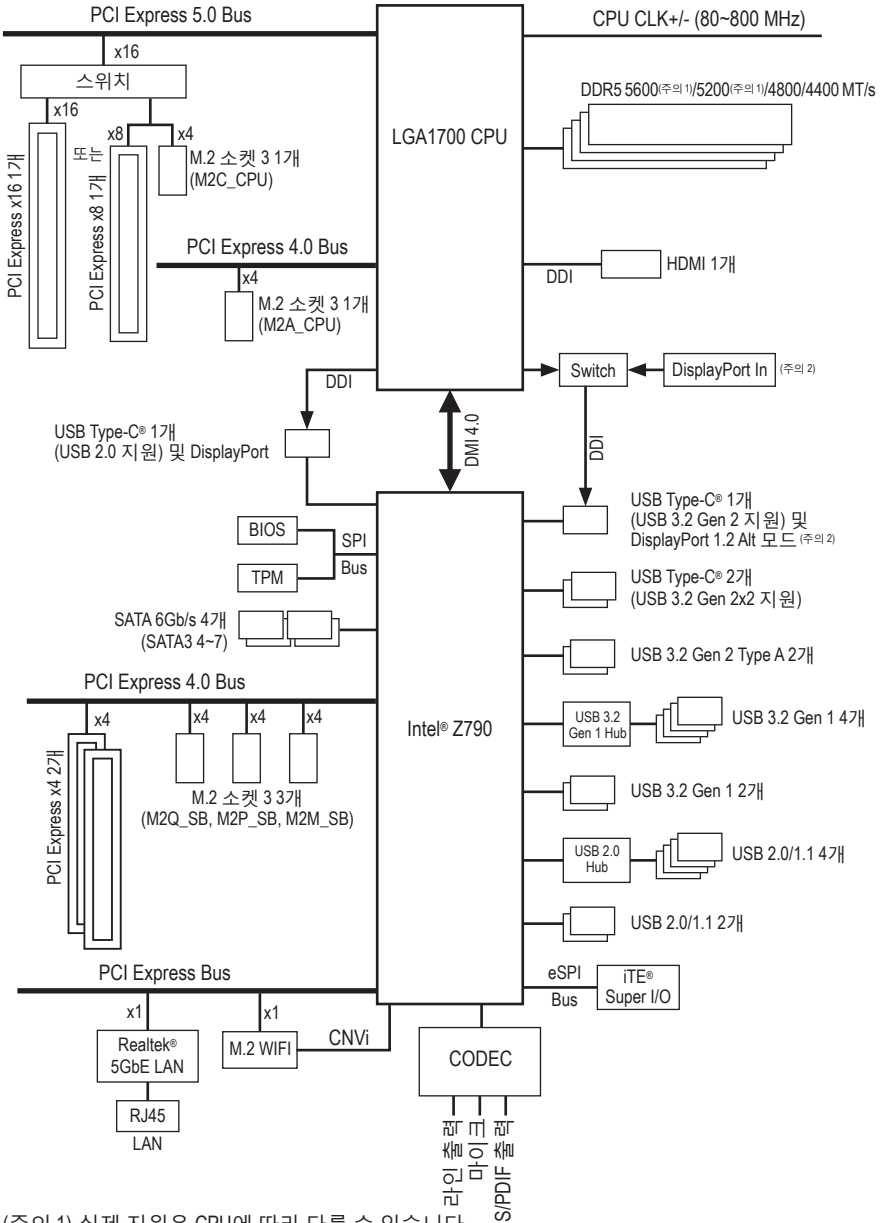 PCI Express 5.0 Bus
CPU CLK+/- (80~800 MHz)
x16
스위치
x16
x8
x4
또는
PCI Express x16 1개
PCI Express x8 1개
M.2 소켓 3 1개
(M2C_CPU)
LGA1700 CPU
DDR5 5600(주의 1)/5200(주의 1)/4800/4400 MT/s
PCI Express 4.0 Bus
x4
M.2 소켓 3 1개
(M2A_CPU)
DDI
HDMI 1개
Switch
DisplayPort In (주의 2)
DDI
DDI
DMI 4.0
USB Type-C® 1개
(USB 2.0 지원) 및 DisplayPort
USB Type-C® 1개
(USB 3.2 Gen 2 지원) 및
DisplayPort 1.2 Alt 모드 (주의 2)
BIOS
TPM
SPI
Bus
USB Type-C® 2개
(USB 3.2 Gen 2x2 지원)
SATA 6Gb/s 4개
(SATA3 4~7)
USB 3.2 Gen 2 Type A 2개
PCI Express 4.0 Bus
x4
x4
x4
x4
PCI Express x4 2개
M.2 소켓 3 3개
(M2Q_SB, M2P_SB, M2M_SB)
Intel® Z790
USB 3.2
Gen 1 Hub
USB 3.2 Gen 1 4개
USB 3.2 Gen 1 2개
USB 2.0
Hub
USB 2.0/1.1 4개
USB 2.0/1.1 2개
PCI Express Bus
eSPI
Bus
iTE®
Super I/O
x1
x1
Realtek®
5GbE LAN
M.2 WIFI
CNVi
CODEC
RJ45
LAN
라인 출력
마이크
S/PDIF 출력
(주의 1) 실제 지원은 CPU에 따라 다를 수 있습니다